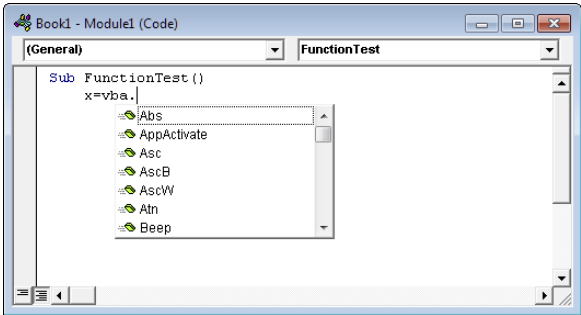 Book1 - Module1 (Code)
(General) FunctionTest
Sub FunctionTest()
x=vba.
Abs
AppActivate
Asc
AscB
AscW
Atn
Beep